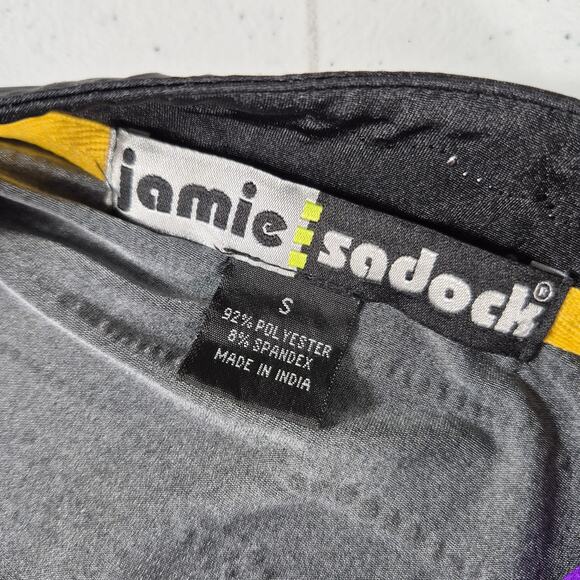 jamie sadock®
S
92% POLYESTER
8% SPANDEX
MADE IN INDIA